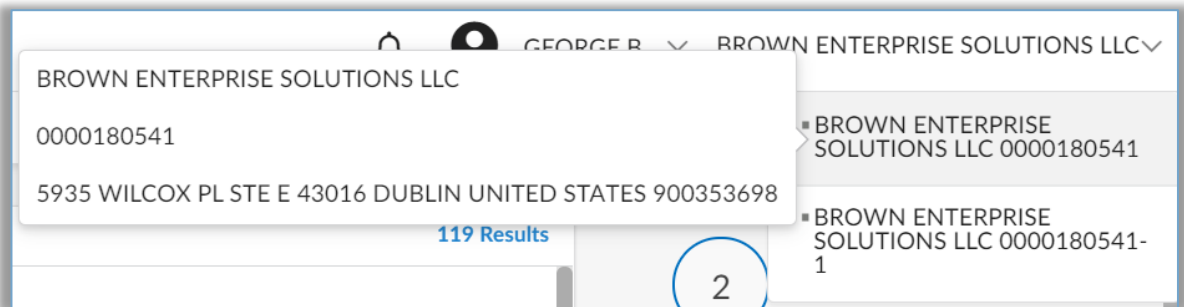 GEORGE B
BROWN ENTERPRISE SOLUTIONS LLC
BROWN ENTERPRISE SOLUTIONS LLC
0000180541
5935 WILCOX PL STE E 43016 DUBLIN UNITED STATES 900353698
BROWN ENTERPRISE
SOLUTIONS LLC 0000180541
BROWN ENTERPRISE
SOLUTIONS LLC 0000180541-
1
119 Results
2